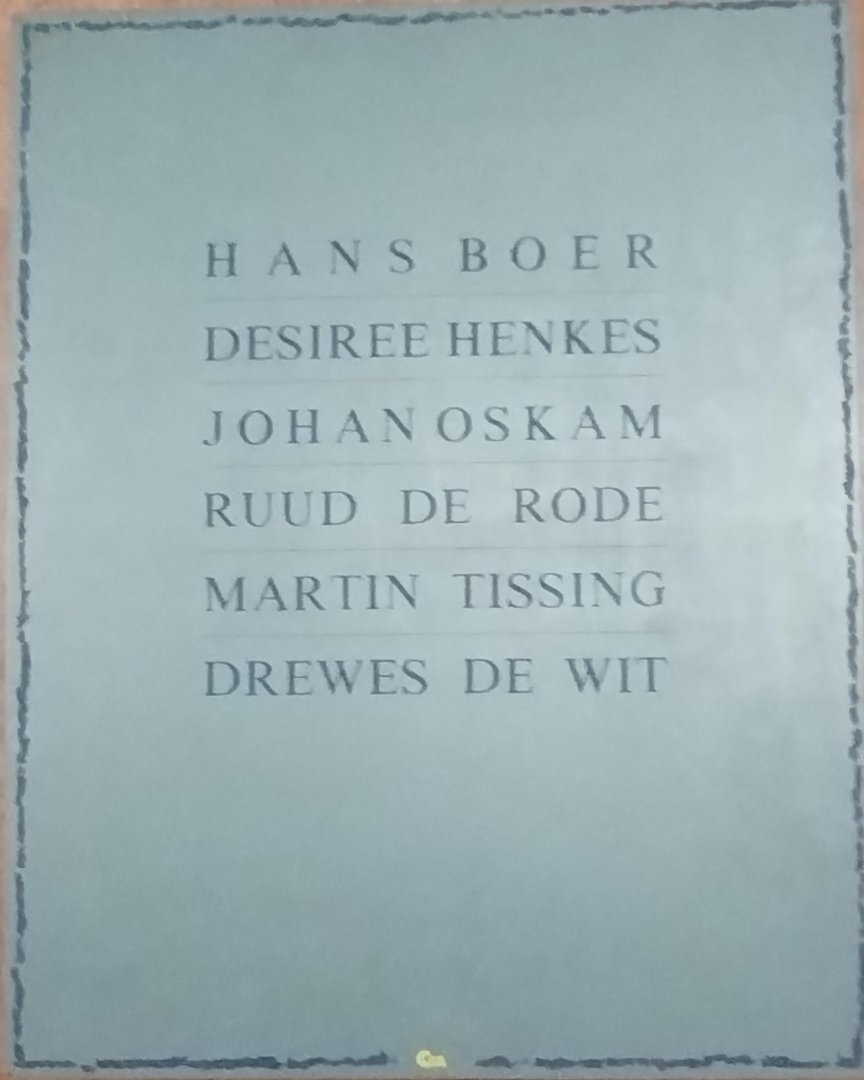 HANS BOER
DESIREE HENKES
JOHAN OSKAM
RUUD DE RODE
MARTIN TISSING
DREWES DE WIT